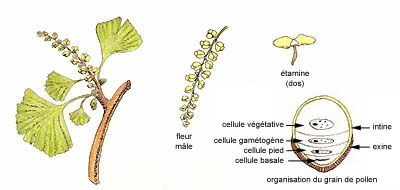 étamine
(dos)
fleur
mâle
cellule végétative
intine
cellule gamétogène
exine
cellule pied
cellule basale
organisation du grain de pollen